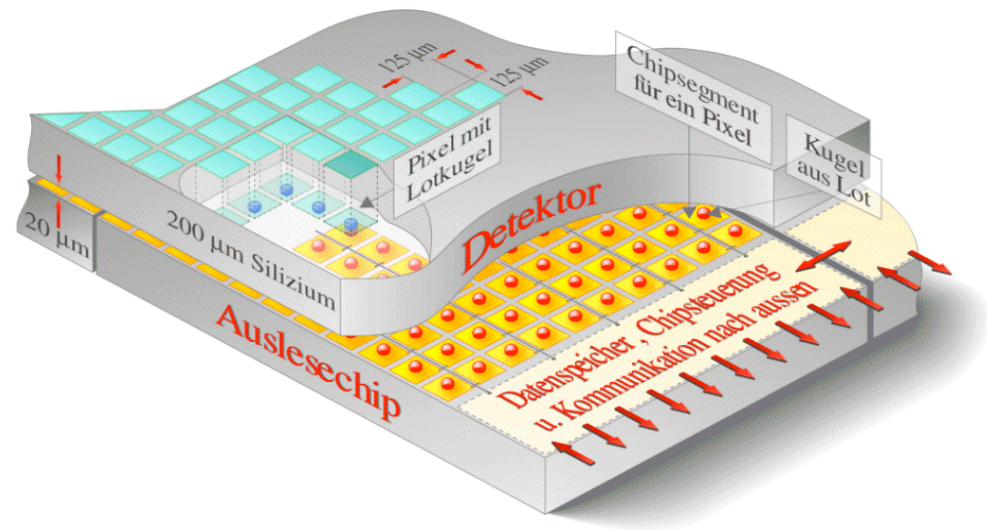 125 µm
125 µm
Chipsegment
für ein Pixel
Pixel mit
Lotkugel
Kugel
aus Lot
20 µm
200 µm Silizium
Detektor
Auslesechip
Datenspeicher , Chipsteuerung
u. Kommunikation nach aussen